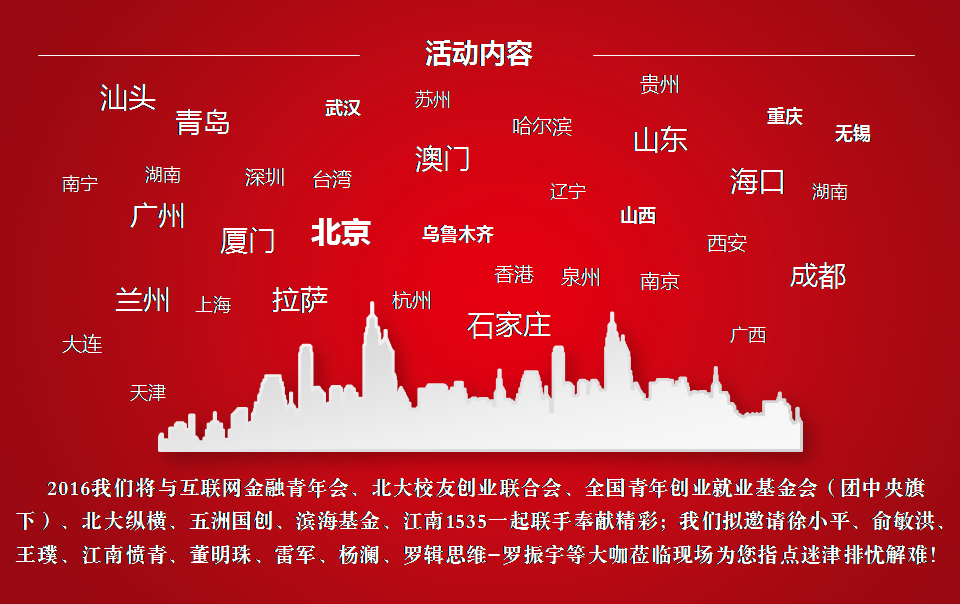 活动内容
贵州
汕头
苏州
武汉
青岛
重庆
哈尔滨
无锡
山东
澳门
湖南
深圳
台湾
南宁
海口
辽宁
湖南
广州
山西
北京
乌鲁木齐
厦门
西安
香港
泉州
成都
南京
兰州
上海
拉萨
杭州
石家庄
广西
大连
天津
2016我们将与互联网金融青年会、北大校友创业联合会、全国青年创业就业基金会（团中央旗
下）、北大纵横、五洲国创、滨海基金、江南1535一起联手奉献精彩；我们拟邀请徐小平、俞敏洪、
王璞、江南愤青、董明珠、雷军、杨澜、罗辑思维-罗振宇等大咖莅临现场为您指点迷津排忧解难!